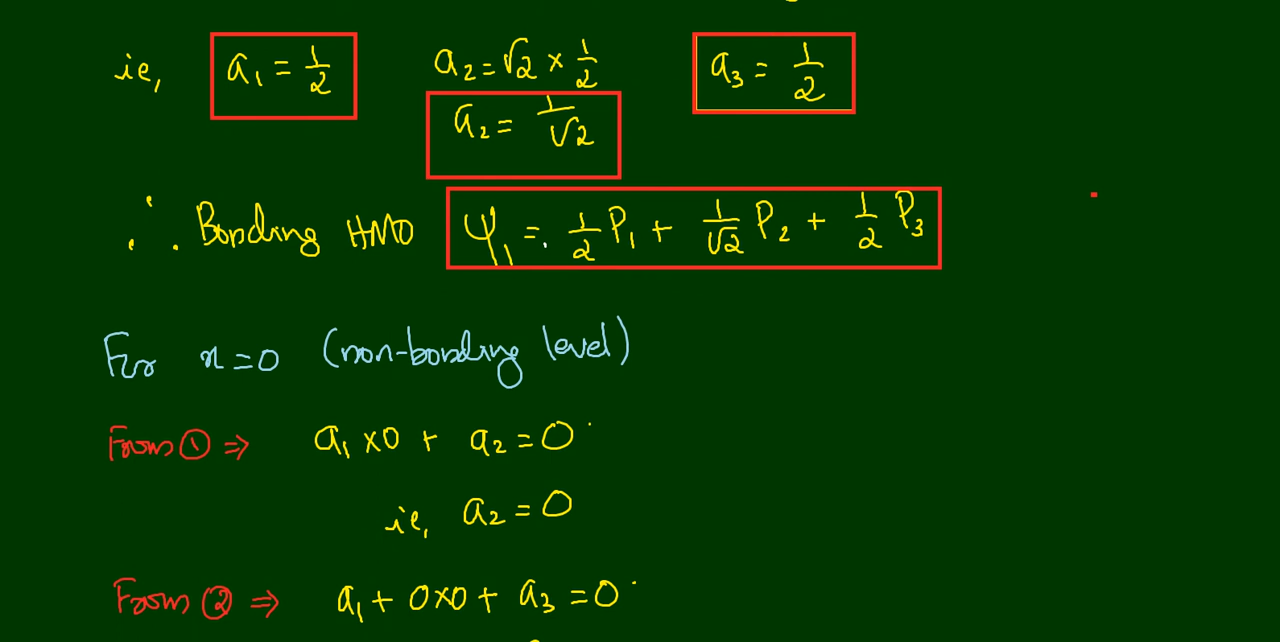 ie, a₁ = 1/2 a₂ = √2 × 1/2 a₃ = 1/2
a₂ = 1/√2
∴ Bonding HMO ψ₁ = 1/2 P₁ + 1/√2 P₂ + 1/2 P₃
For x = 0 (non-bonding level)
From ① ⇒ a₁ × 0 + a₂ = 0
ie, a₂ = 0
From ② ⇒ a₁ + 0×0 + a₃ = 0